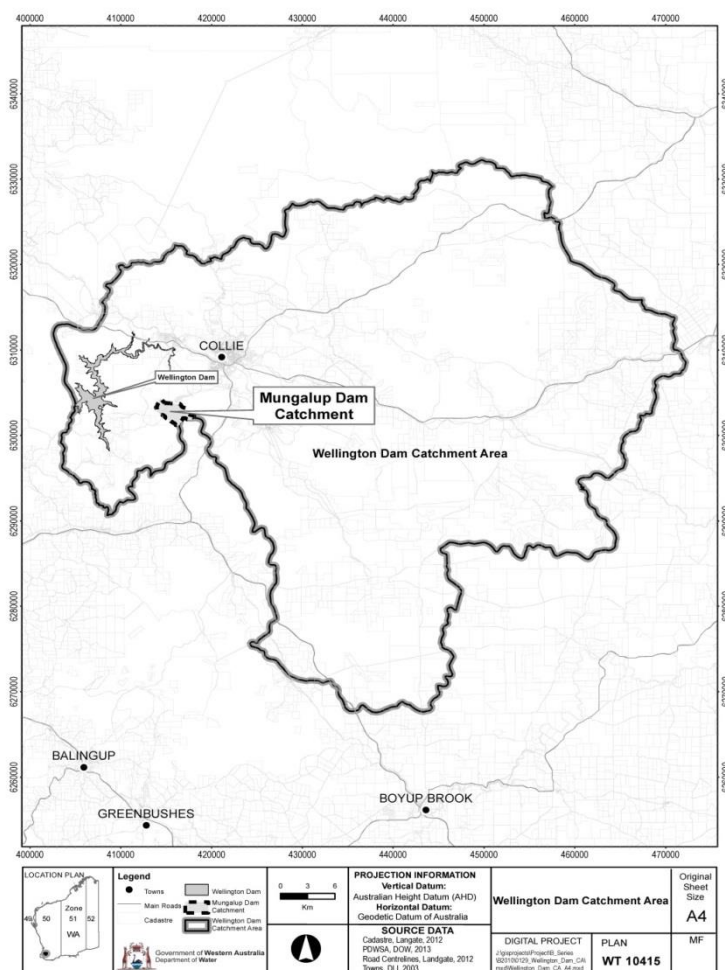 400000 410000 420000 430000 440000 450000 460000 470000
6340000
6330000
6320000
6310000
6300000
6290000
6280000
6270000
6260000
COLLIE
Wellington Dam
Mungalup Dam
Catchment
Wellington Dam Catchment Area
BALINGUP
GREENBUSHES
BOYUP BROOK
400000 410000 420000 430000 440000 450000 460000 470000
LOCATION PLAN
Zone
49 50 51 52
WA
Legend
Towns
Main Roads
Cadastre
Wellington Dam
Mungalup Dam
Catchment
Wellington Dam
Catchment Area
Government of Western Australia
Department of Water
0 3 6
Km
PROJECTION INFORMATION
Vertical Datum:
Australian Height Datum (AHD)
Horizontal Datum:
Geodetic Datum of Australia
SOURCE DATA
Cadastre, Langate, 2012
PDWSA, DOW, 2013
Road Centrelines, Landgate, 2012
Towns, DLI, 2003
Wellington Dam Catchment Area
DIGITAL PROJECT
PLAN
WT 10415
Original
Sheet
Size
A4
MF